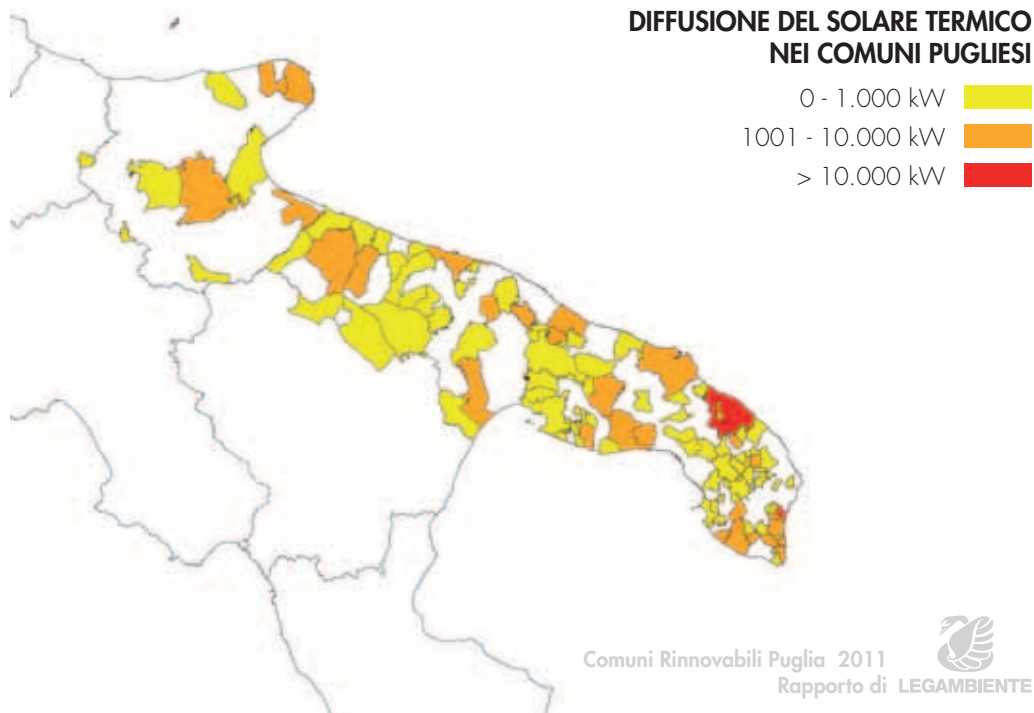 DIFFUSIONE DEL SOLARE TERMICO
NEI COMUNI PUGLIESI
0 - 1.000 kW
1001 - 10.000 kW
> 10.000 kW
Comuni Rinnovabili Puglia 2011
Rapporto di LEGAMBIENTE